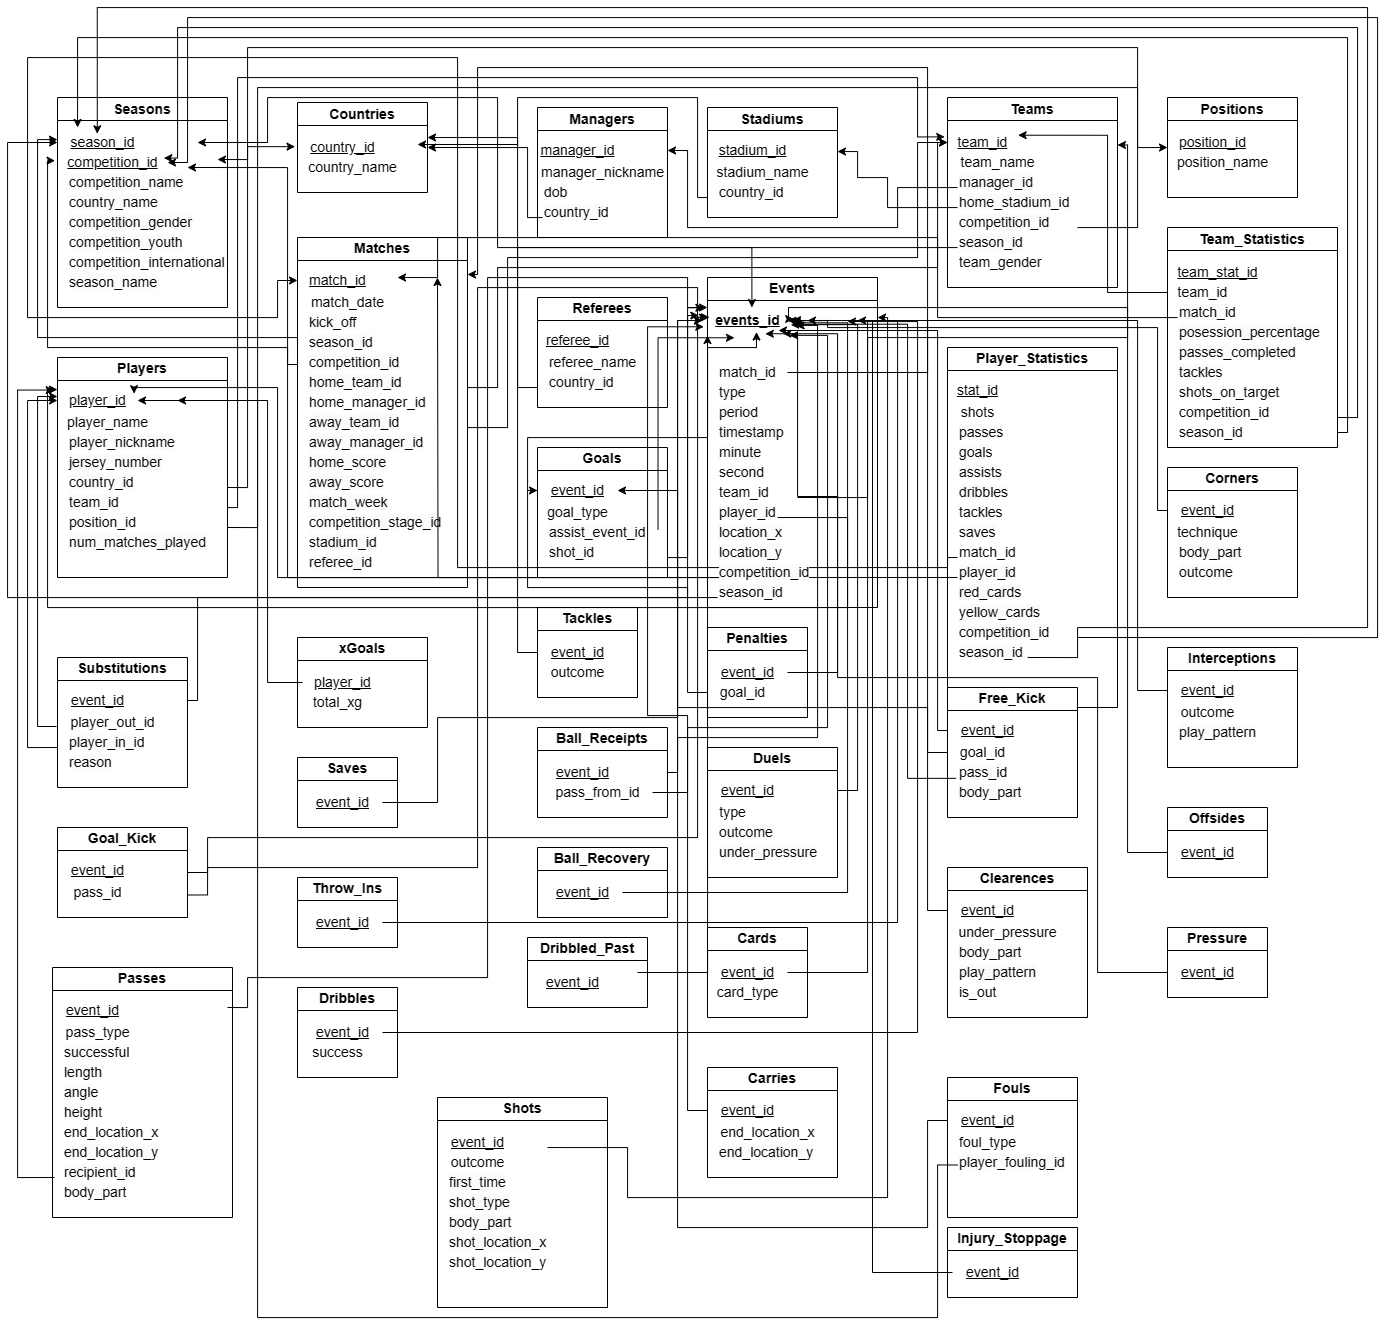 Seasons
season_id
competition_id
competition_name
country_name
competition_gender
competition_youth
competition_international
season_name
Countries
country_id
country_name
Managers
manager_id
manager_nickname
dob
country_id
Stadiums
stadium_id
stadium_name
country_id
Teams
team_id
team_name
manager_id
home_stadium_id
competition_id
season_id
team_gender
Positions
position_id
position_name
Matches
match_id
match_date
kick_off
season_id
competition_id
home_team_id
home_manager_id
away_team_id
away_manager_id
home_score
away_score
match_week
competition_stage_id
stadium_id
referee_id
Team_Statistics
team_stat_id
team_id
match_id
posession_percentage
passes_completed
tackles
shots_on_target
competition_id
season_id
Events
events_id
match_id
type
period
timestamp
minute
second
team_id
player_id
location_x
location_y
competition_id
season_id
Referees
referee_id
referee_name
country_id
Players
player_id
player_name
player_nickname
jersey_number
country_id
team_id
position_id
num_matches_played
Player_Statistics
stat_id
shots
passes
goals
assists
dribbles
tackles
saves
match_id
player_id
red_cards
yellow_cards
competition_id
season_id
Goals
event_id
goal_type
assist_event_id
shot_id
Corners
event_id
technique
body_part
outcome
Tackles
event_id
outcome
Penalties
event_id
goal_id
xGoals
player_id
total_xg
Substitutions
event_id
player_out_id
player_in_id
reason
Interceptions
event_id
outcome
play_pattern
Free_Kick
event_id
goal_id
pass_id
body_part
Ball_Receipts
event_id
pass_from_id
Duels
event_id
type
outcome
under_pressure
Saves
event_id
Offsides
event_id
Goal_Kick
event_id
pass_id
Ball_Recovery
event_id
Clearences
event_id
under_pressure
body_part
play_pattern
is_out
Throw_Ins
event_id
Cards
event_id
card_type
Pressure
event_id
Dribbled_Past
event_id
Passes
event_id
pass_type
successful
length
angle
height
end_location_x
end_location_y
recipient_id
body_part
Dribbles
event_id
success
Carries
event_id
end_location_x
end_location_y
Fouls
event_id
foul_type
player_fouling_id
Shots
event_id
outcome
first_time
shot_type
body_part
shot_location_x
shot_location_y
Injury_Stoppage
event_id